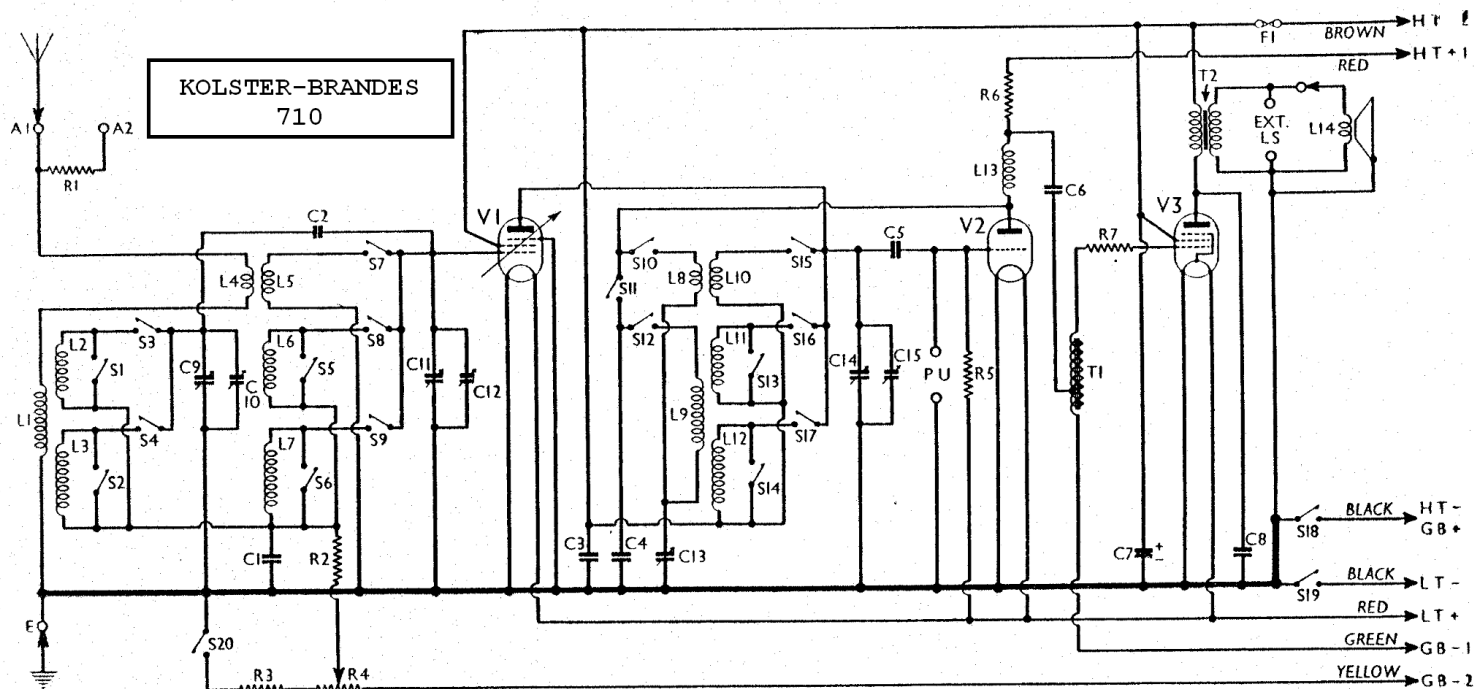 HT
F1
BROWN
HT+1
RED
KOLSTER-BRANDES
710
T2
R6
A1
A2
EXT.
LS
L14
R1
L13
C6
C2
V1
V2
V3
C5
R7
S7
S10
S15
L4
L5
S11
L8
L10
L2
S3
L6
S8
S12
L11
S16
S1
C9
C
10
S5
C11
C12
S13
C14
C15
PU
R5
T1
L1
L9
S4
S9
S17
L3
L7
L12
S2
S6
S14
BLACK
HT-
GB+
S18
C1
R2
C3
C4
C13
C7
+
-
C8
BLACK
LT-
S19
RED
LT+
E
S20
GREEN
GB-1
R3
R4
YELLOW
GB-2